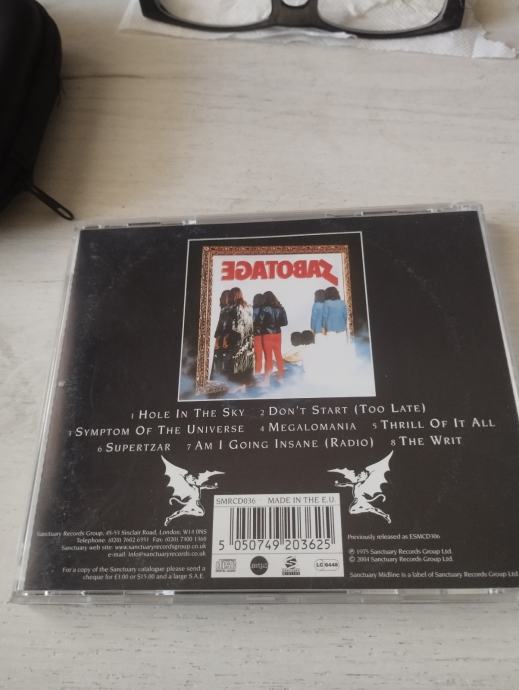 SABOTAGE
1 HOLE IN THE SKY 2 DON'T START (TOO LATE)
3 SYMPTOM OF THE UNIVERSE 4 MEGALOMANIA 5 THRILL OF IT ALL
6 SUPERTZAR 7 AM I GOING INSANE (RADIO) 8 THE WRIT
SMRCD036 MADE IN THE E.U.
5 050749 203625
Sanctuary Records Group, 45-53 Sinclair Road, London, W14 0NS
Telephone: (020) 7602 6351 Fax: (020) 7400 1360
Sanctuary web site: www.sanctuaryrecordsgroup.co.uk
e-mail: info@sanctuaryrecords.co.uk
For a copy of the Sanctuary catalogue please send a
cheque for £3.00 or $15.00 and a large S.A.E.
Previously released as ESMCD306
℗ 1975 Sanctuary Records Group Ltd.
© 2004 Sanctuary Records Group Ltd.
Sanctuary Midline is a label of Sanctuary Records Group Ltd.
LC 6448